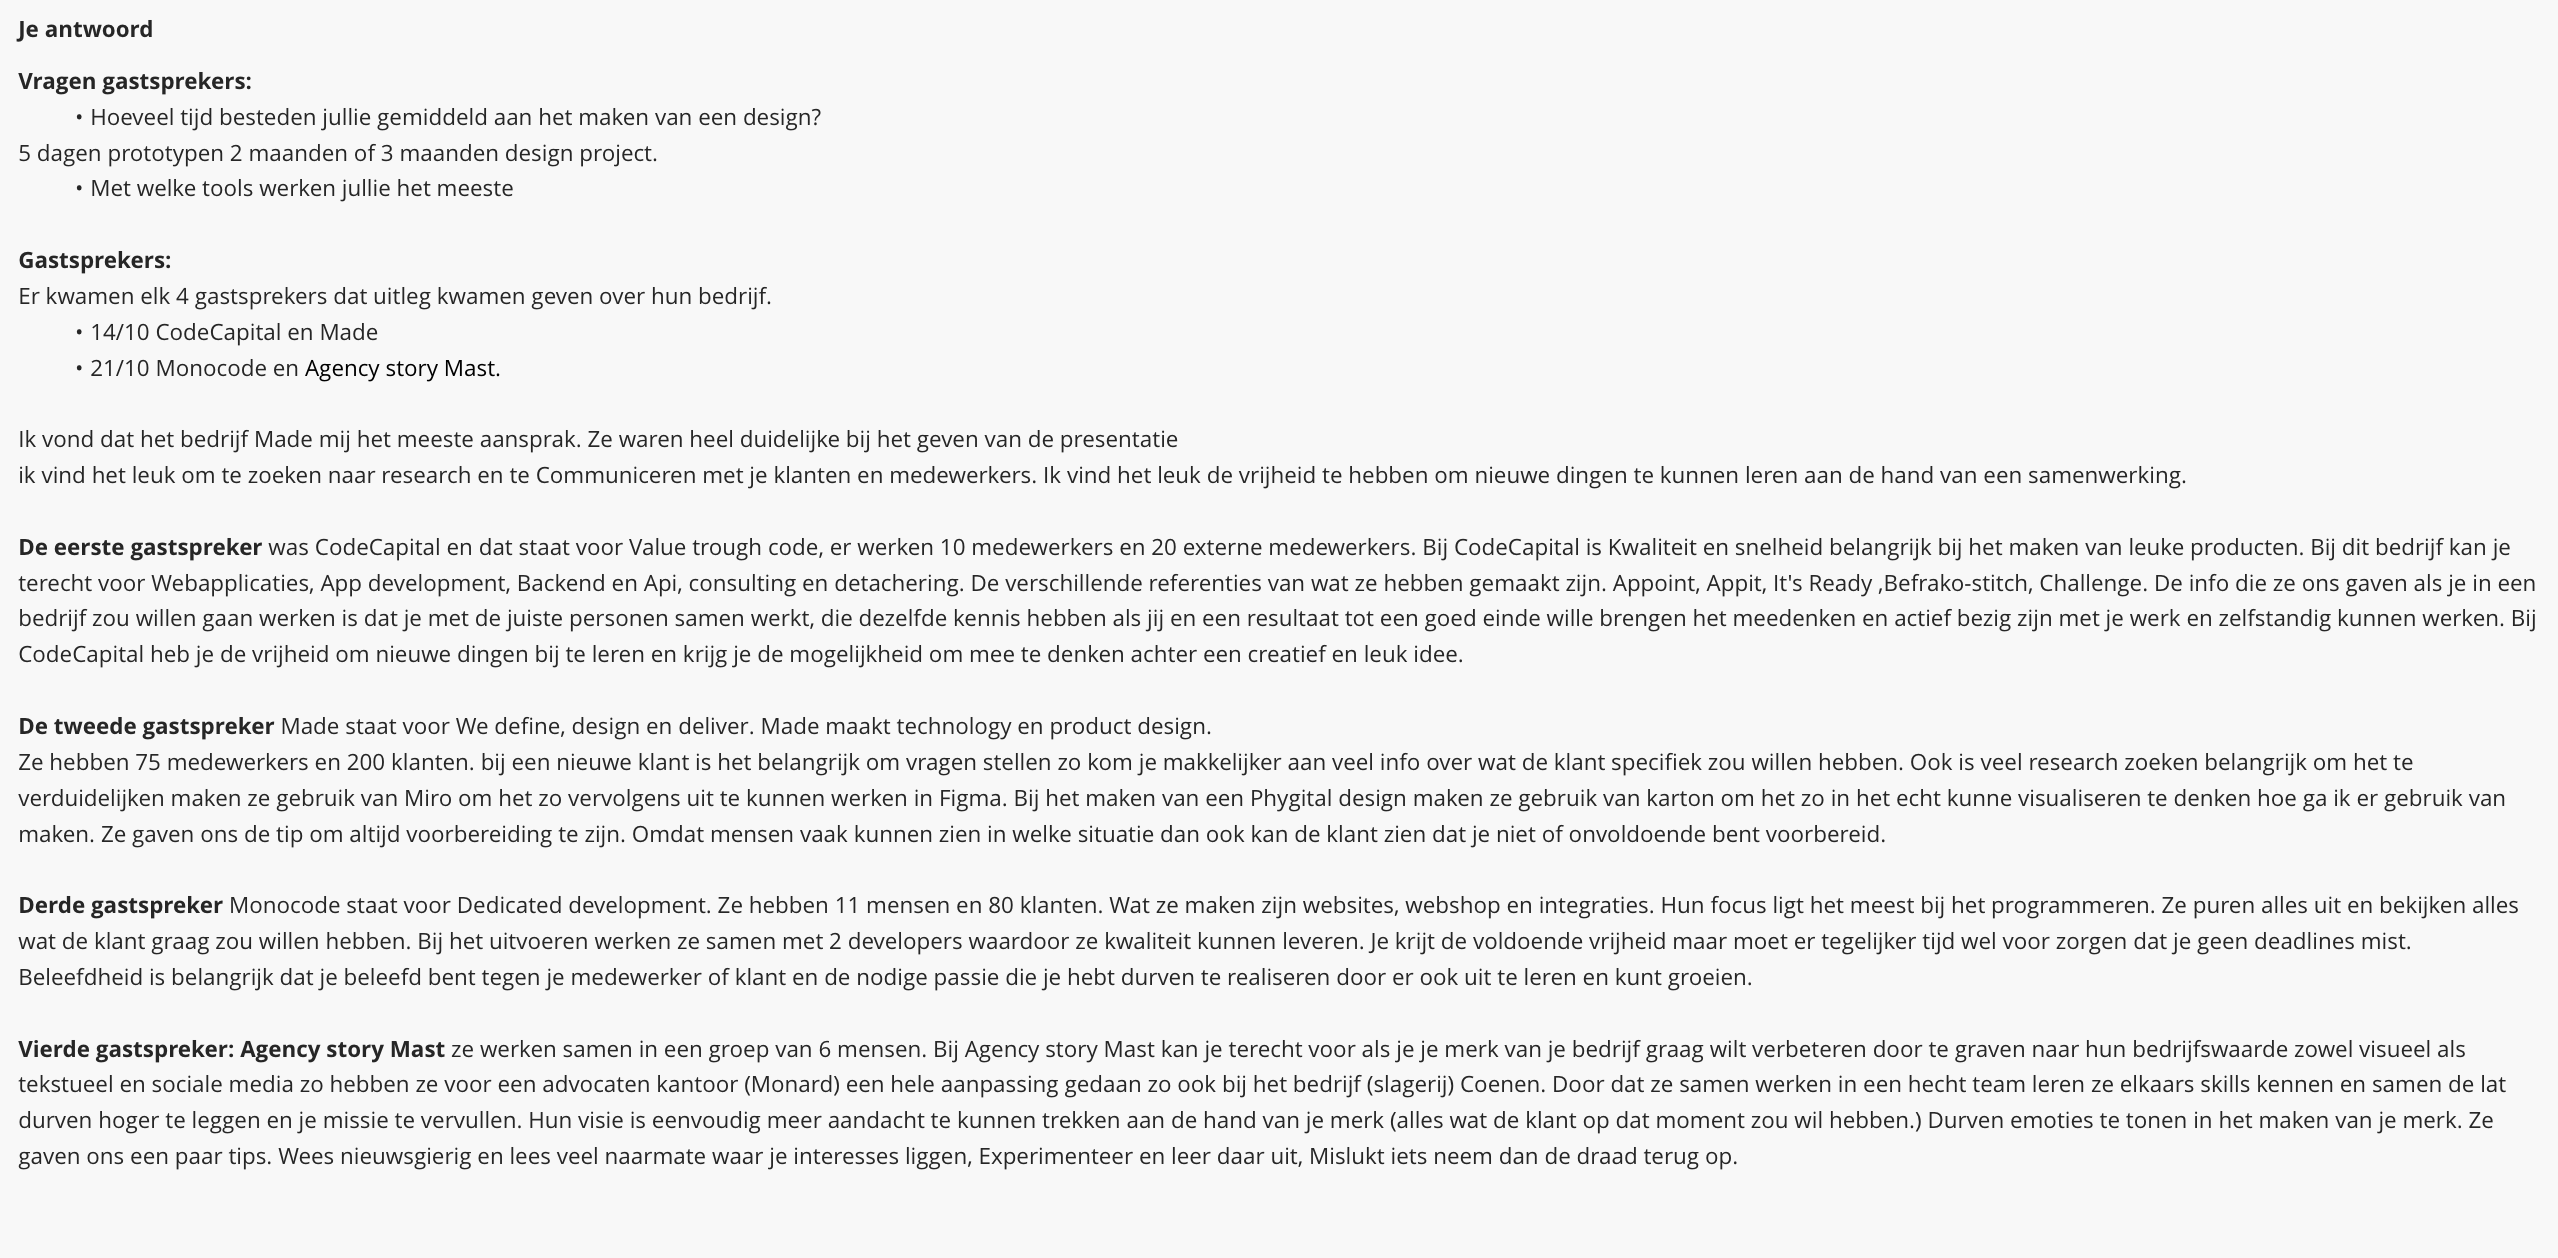 Je antwoord
Vragen gastsprekers:
• Hoeveel tijd besteden jullie gemiddeld aan het maken van een design?
5 dagen prototypen 2 maanden of 3 maanden design project.
• Met welke tools werken jullie het meeste
Gastsprekers:
Er kwamen elk 4 gastsprekers dat uitleg kwamen geven over hun bedrijf.
• 14/10 CodeCapital en Made
• 21/10 Monocode en Agency story Mast.
Ik vond dat het bedrijf Made mij het meeste aansprak. Ze waren heel duidelijke bij het geven van de presentatie
ik vind het leuk om te zoeken naar research en te Communiceren met je klanten en medewerkers. Ik vind het leuk de vrijheid te hebben om nieuwe dingen te kunnen leren aan de hand van een samenwerking.
De eerste gastspreker was CodeCapital en dat staat voor Value trough code, er werken 10 medewerkers en 20 externe medewerkers. Bij CodeCapital is Kwaliteit en snelheid belangrijk bij het maken van leuke producten. Bij dit bedrijf kan je
terecht voor Webapplicaties, App development, Backend en Api, consulting en detachering. De verschillende referenties van wat ze hebben gemaakt zijn. Appoint, Appit, It's Ready ,Befrako-stitch, Challenge. De info die ze ons gaven als je in een
bedrijf zou willen gaan werken is dat je met de juiste personen samen werkt, die dezelfde kennis hebben als jij en een resultaat tot een goed einde wille brengen het meedenken en actief bezig zijn met je werk en zelfstandig kunnen werken. Bij
CodeCapital heb je de vrijheid om nieuwe dingen bij te leren en krijg je de mogelijkheid om mee te denken achter een creatief en leuk idee.
De tweede gastspreker Made staat voor We define, design en deliver. Made maakt technology en product design.
Ze hebben 75 medewerkers en 200 klanten. bij een nieuwe klant is het belangrijk om vragen stellen zo kom je makkelijker aan veel info over wat de klant specifiek zou willen hebben. Ook is veel research zoeken belangrijk om het te
verduidelijken maken ze gebruik van Miro om het zo vervolgens uit te kunnen werken in Figma. Bij het maken van een Phygital design maken ze gebruik van karton om het zo in het echt kunne visualiseren te denken hoe ga ik er gebruik van
maken. Ze gaven ons de tip om altijd voorbereiding te zijn. Omdat mensen vaak kunnen zien in welke situatie dan ook kan de klant zien dat je niet of onvoldoende bent voorbereid.
Derde gastspreker Monocode staat voor Dedicated development. Ze hebben 11 mensen en 80 klanten. Wat ze maken zijn websites, webshop en integraties. Hun focus ligt het meest bij het programmeren. Ze puren alles uit en bekijken alles
wat de klant graag zou willen hebben. Bij het uitvoeren werken ze samen met 2 developers waardoor ze kwaliteit kunnen leveren. Je krijt de voldoende vrijheid maar moet er tegelijker tijd wel voor zorgen dat je geen deadlines mist.
Beleefdheid is belangrijk dat je beleefd bent tegen je medewerker of klant en de nodige passie die je hebt durven te realiseren door er ook uit te leren en kunt groeien.
Vierde gastspreker: Agency story Mast ze werken samen in een groep van 6 mensen. Bij Agency story Mast kan je terecht voor als je je merk van je bedrijf graag wilt verbeteren door te graven naar hun bedrijfswaarde zowel visueel als
tekstueel en sociale media zo hebben ze voor een advocaten kantoor (Monard) een hele aanpassing gedaan zo ook bij het bedrijf (slagerij) Coenen. Door dat ze samen werken in een hecht team leren ze elkaars skills kennen en samen de lat
durven hoger te leggen en je missie te vervullen. Hun visie is eenvoudig meer aandacht te kunnen trekken aan de hand van je merk (alles wat de klant op dat moment zou wil hebben.) Durven emoties te tonen in het maken van je merk. Ze
gaven ons een paar tips. Wees nieuwsgierig en lees veel naarmate waar je interesses liggen, Experimenteer en leer daar uit, Mislukt iets neem dan de draad terug op.